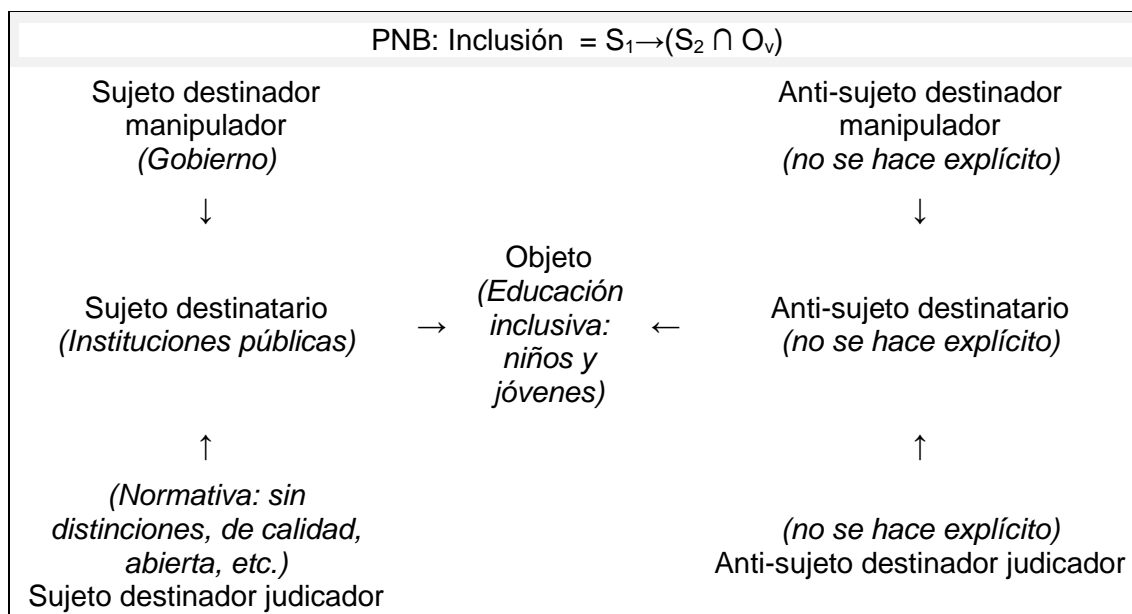 PNB: Inclusión = S₁→(S₂ ∩ Oᵥ)
Sujeto destinador
manipulador
(Gobierno)
↓
Anti-sujeto destinador
manipulador
(no se hace explícito)
↓
Sujeto destinatario
(Instituciones públicas)
→
Objeto
(Educación
inclusiva:
niños y
jóvenes)
←
Anti-sujeto destinatario
(no se hace explícito)
↑
(Normativa: sin
distinciones, de calidad,
abierta, etc.)
Sujeto destinador judicador
↑
(no se hace explícito)
Anti-sujeto destinador judicador